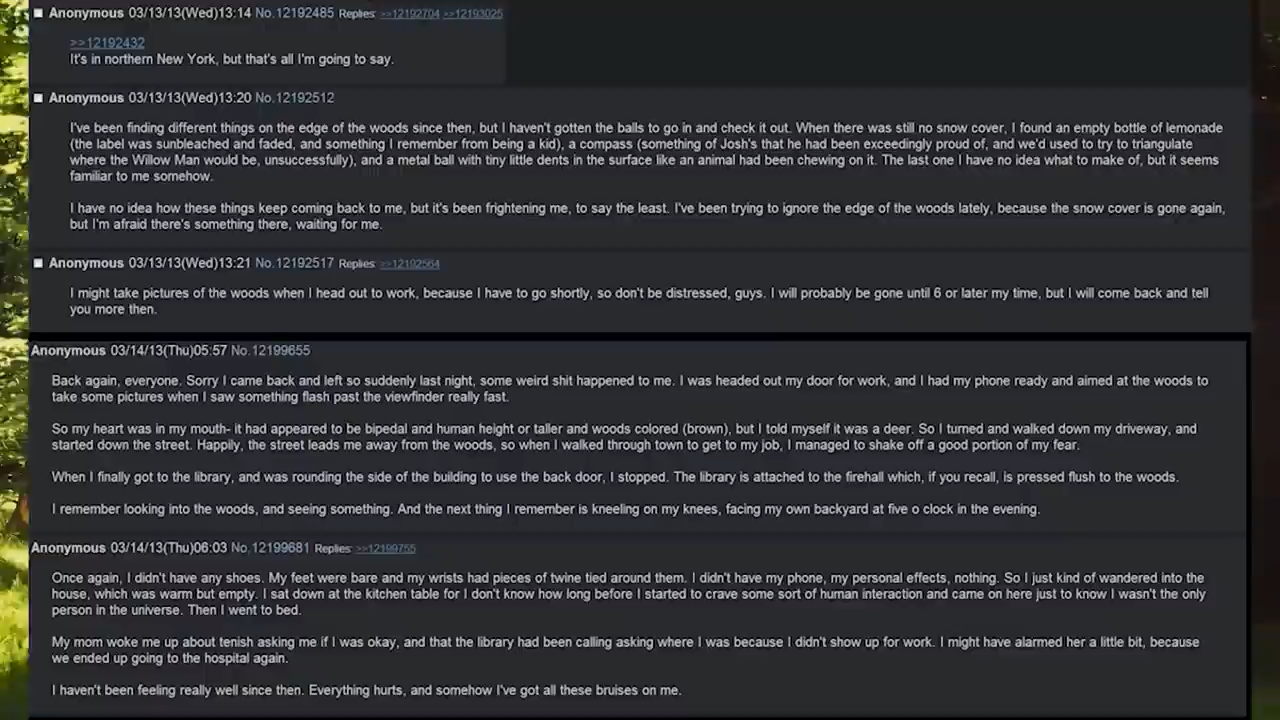 Anonymous 03/13/13(Wed)13:14 No.12192485 Replies: >>12192704 >>12193025
>>12192432
It's in northern New York, but that's all I'm going to say.
Anonymous 03/13/13(Wed)13:20 No.12192512
I've been finding different things on the edge of the woods since then, but I haven't gotten the balls to go in and check it out. When there was still no snow cover, I found an empty bottle of lemonade
(the label was sunbleached and faded, and something I remember from being a kid), a compass (something of Josh's that he had been exceedingly proud of, and we'd used to try to triangulate
where the Willow Man would be, unsuccessfully), and a metal ball with tiny little dents in the surface like an animal had been chewing on it. The last one I have no idea what to make of, but it seems
familiar to me somehow.
I have no idea how these things keep coming back to me, but it's been frightening me, to say the least. I've been trying to ignore the edge of the woods lately, because the snow cover is gone again,
but I'm afraid there's something there, waiting for me.
Anonymous 03/13/13(Wed)13:21 No.12192517 Replies: >>12192564
I might take pictures of the woods when I head out to work, because I have to go shortly, so don't be distressed, guys. I will probably be gone until 6 or later my time, but I will come back and tell
you more then.
Anonymous 03/14/13(Thu)05:57 No.12199655
Back again, everyone. Sorry I came back and left so suddenly last night, some weird shit happened to me. I was headed out my door for work, and I had my phone ready and aimed at the woods to
take some pictures when I saw something flash past the viewfinder really fast.
So my heart was in my mouth- it had appeared to be bipedal and human height or taller and woods colored (brown), but I told myself it was a deer. So I turned and walked down my driveway, and
started down the street. Happily, the street leads me away from the woods, so when I walked through town to get to my job, I managed to shake off a good portion of my fear.
When I finally got to the library, and was rounding the side of the building to use the back door, I stopped. The library is attached to the firehall which, if you recall, is pressed flush to the woods.
I remember looking into the woods, and seeing something. And the next thing I remember is kneeling on my knees, facing my own backyard at five o clock in the evening.
Anonymous 03/14/13(Thu)06:03 No.12199681 Replies: >>12199755
Once again, I didn't have any shoes. My feet were bare and my wrists had pieces of twine tied around them. I didn't have my phone, my personal effects, nothing. So I just kind of wandered into the
house, which was warm but empty. I sat down at the kitchen table for I don't know how long before I started to crave some sort of human interaction and came on here just to know I wasn't the only
person in the universe. Then I went to bed.
My mom woke me up about tenish asking me if I was okay, and that the library had been calling asking where I was because I didn't show up for work. I might have alarmed her a little bit, because
we ended up going to the hospital again.
I haven't been feeling really well since then. Everything hurts, and somehow I've got all these bruises on me.